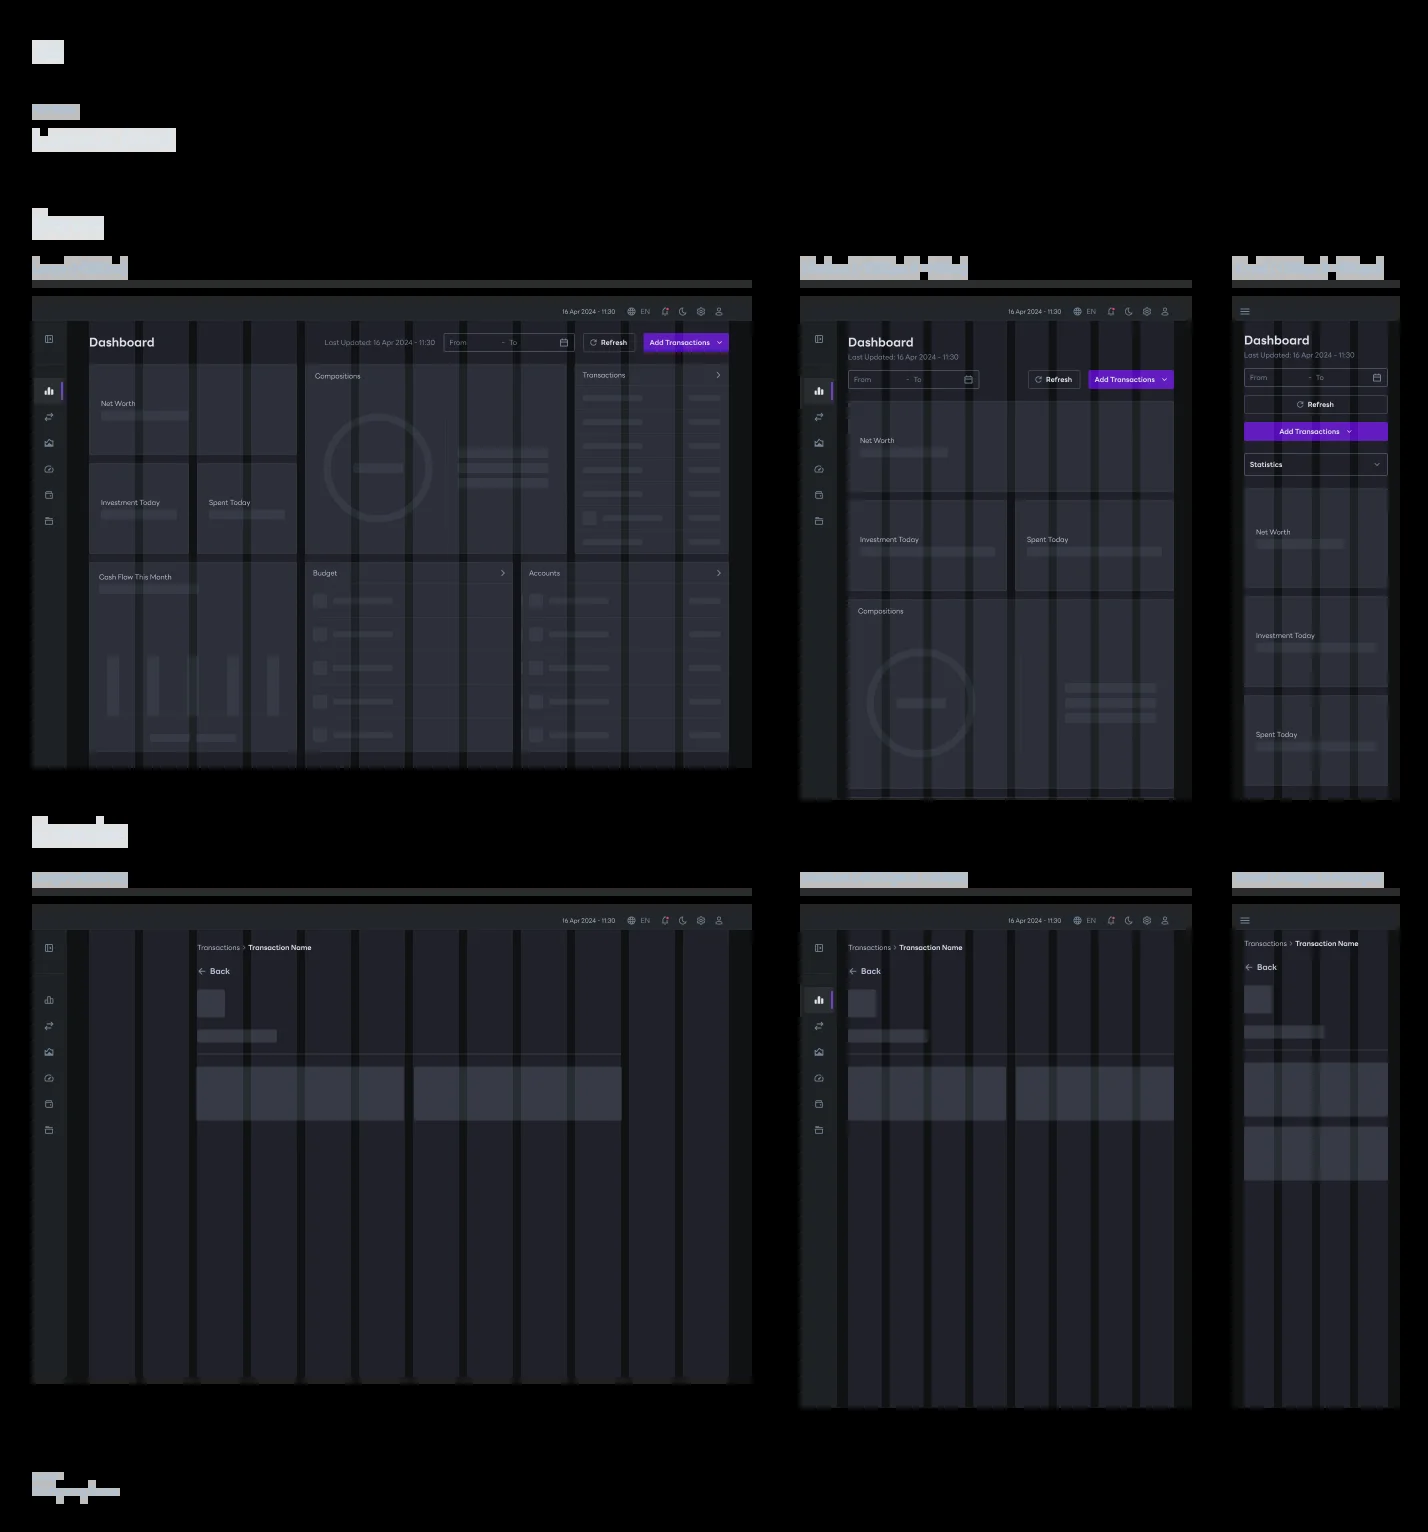 16 Apr 2024 - 11:30 EN
Dashboard
Last Updated: 16 Apr 2024 - 11:30
From - To
Refresh
Add Transactions
Net Worth
Compositions
Transactions
Investment Today
Spent Today
Cash Flow This Month
Budget
Accounts
16 Apr 2024 - 11:30 EN
Dashboard
Last Updated: 16 Apr 2024 - 11:30
From - To
Refresh
Add Transactions
Net Worth
Investment Today
Spent Today
Compositions
Dashboard
Last Updated: 16 Apr 2024 - 11:30
From - To
Refresh
Add Transactions
Statistics
Net Worth
Investment Today
Spent Today
16 Apr 2024 - 11:30 EN
Transactions > Transaction Name
Back
16 Apr 2024 - 11:30 EN
Transactions > Transaction Name
Back
Transactions > Transaction Name
Back